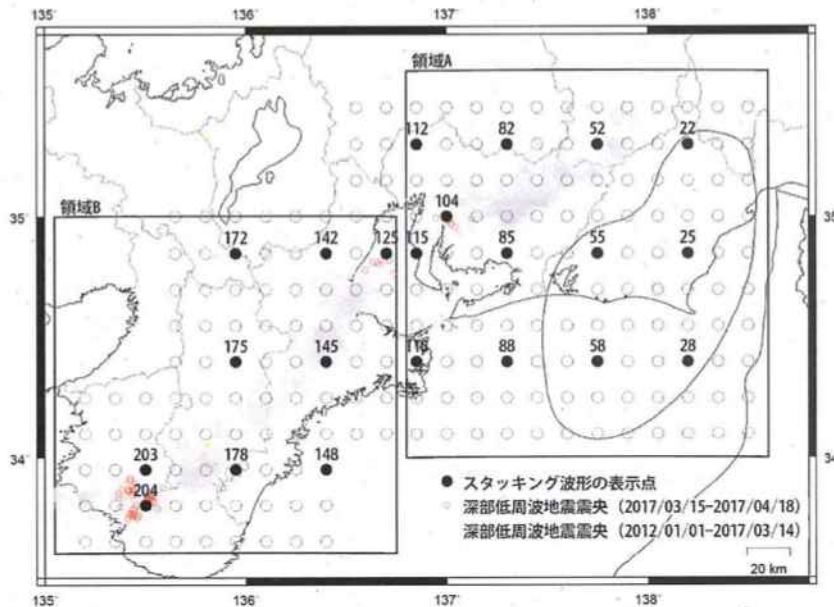 135° 136° 137° 138°
領域A
112 82 52 22
104
35° 35°
領域B
172 142 125 115 85 55 25
175 145 118 88 58 28
34° 34°
203 178 148
204
スタッキング波形の表示点
深部低周波地震震央（2017/03/15-2017/04/18）
深部低周波地震震央（2012/01/01-2017/03/14）
20 km
135° 136° 137° 138°